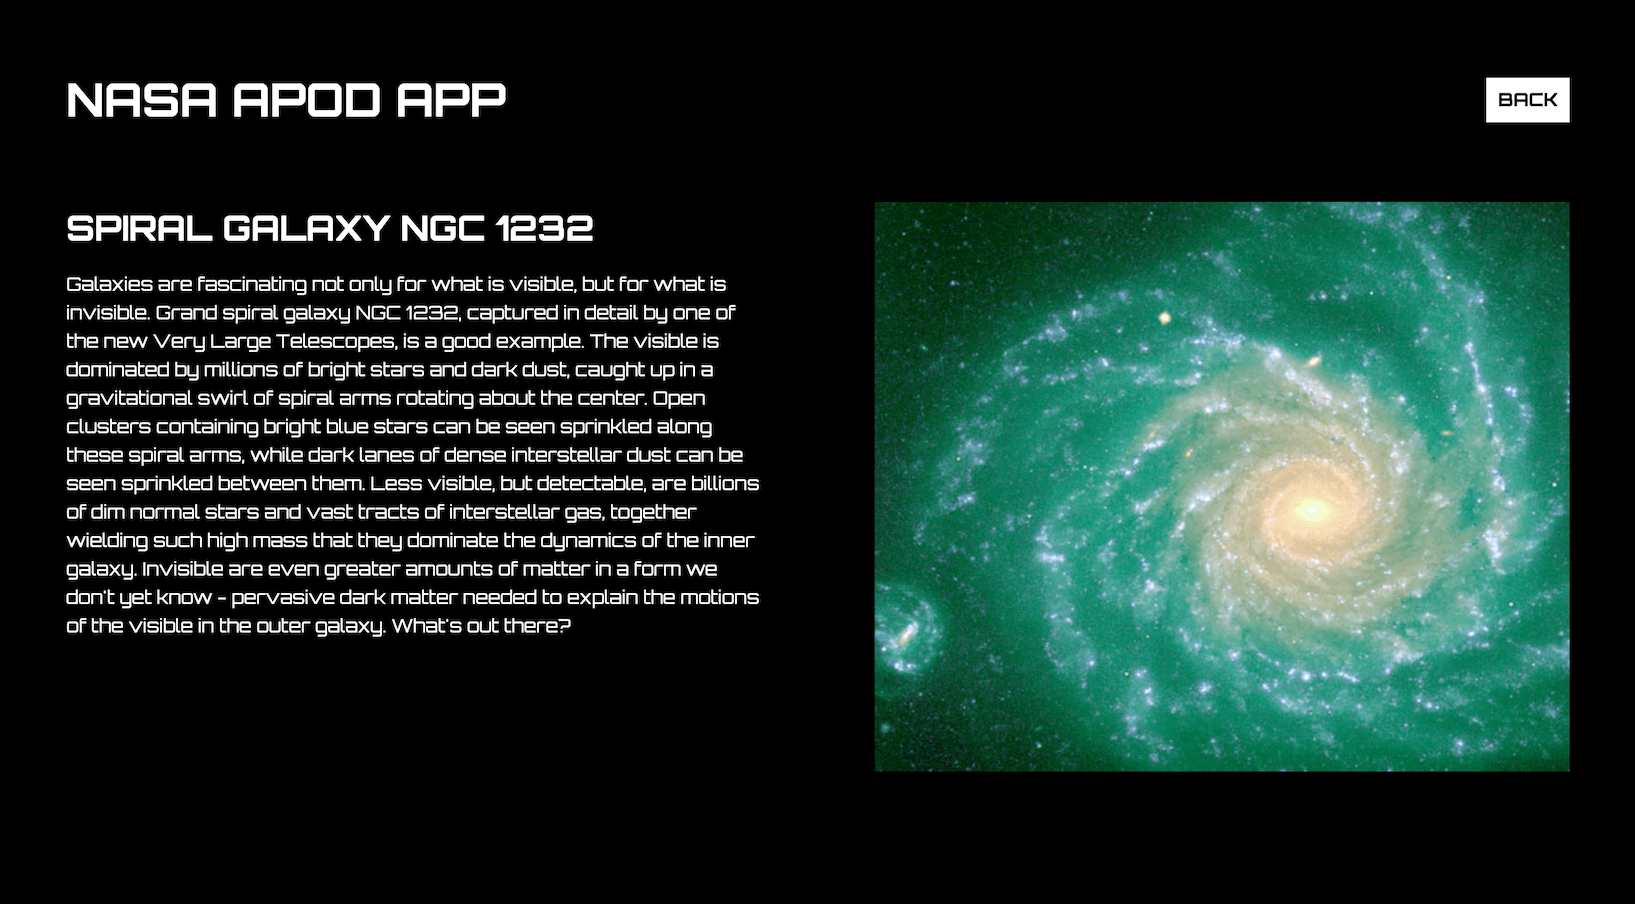 NASA APOD APP
BACK
SPIRAL GALAXY NGC 1232
Galaxies are fascinating not only for what is visible, but for what is
invisible. Grand spiral galaxy NGC 1232, captured in detail by one of
the new Very Large Telescopes, is a good example. The visible is
dominated by millions of bright stars and dark dust, caught up in a
gravitational swirl of spiral arms rotating about the center. Open
clusters containing bright blue stars can be seen sprinkled along
these spiral arms, while dark lanes of dense interstellar dust can be
seen sprinkled between them. Less visible, but detectable, are billions
of dim normal stars and vast tracts of interstellar gas, together
wielding such high mass that they dominate the dynamics of the inner
galaxy. Invisible are even greater amounts of matter in a form we
don't yet know - pervasive dark matter needed to explain the motions
of the visible in the outer galaxy. What's out there?